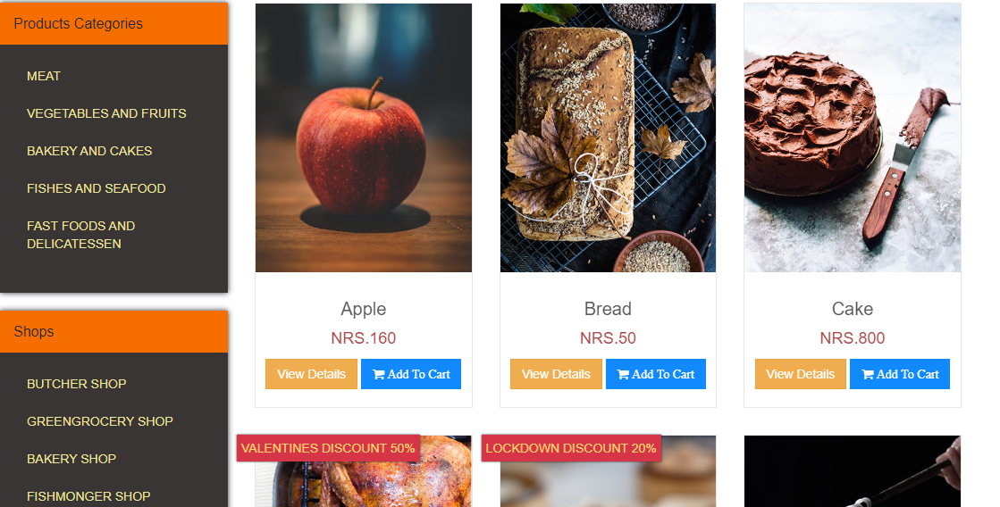 Products Categories
MEAT
VEGETABLES AND FRUITS
BAKERY AND CAKES
FISHES AND SEAFOOD
FAST FOODS AND
DELICATESSEN
Shops
BUTCHER SHOP
GREENGROCERY SHOP
BAKERY SHOP
FISHMONGER SHOP
Apple
NRS.160
View Details
Add To Cart
Bread
NRS.50
View Details
Add To Cart
Cake
NRS.800
View Details
Add To Cart
VALENTINES DISCOUNT 50%
LOCKDOWN DISCOUNT 20%